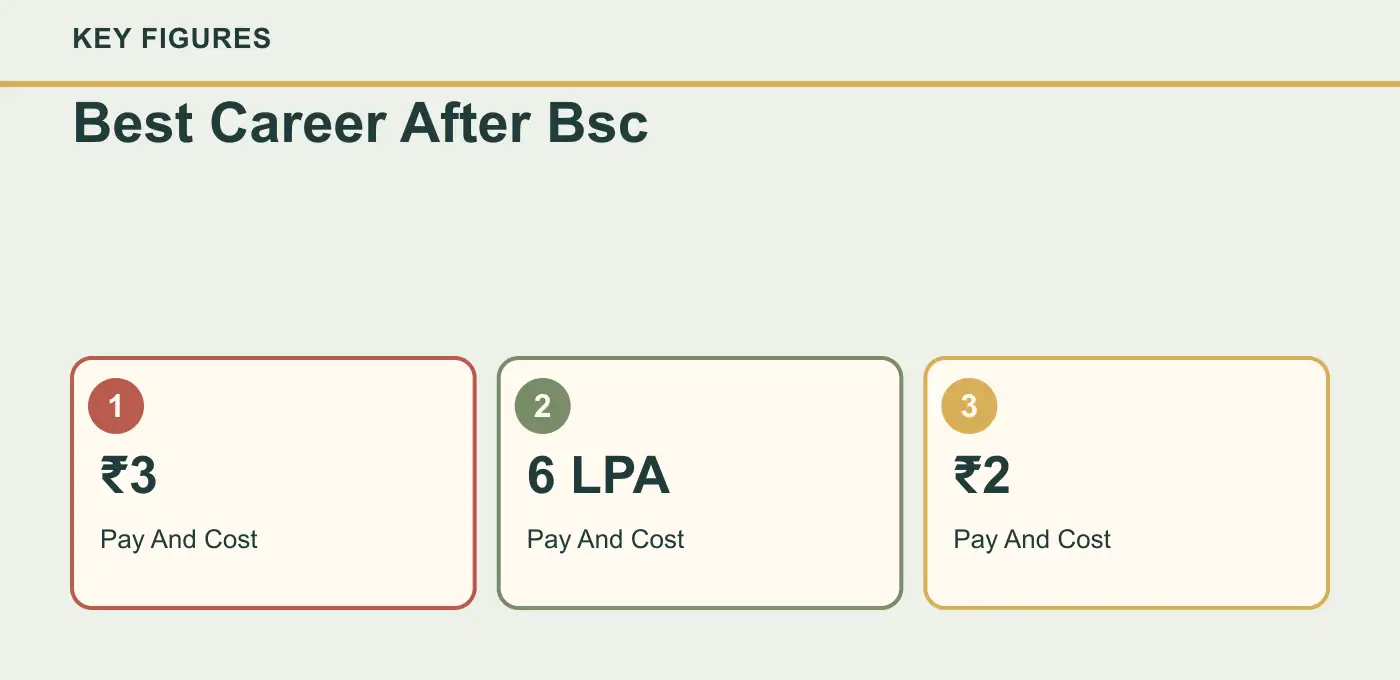 KEY FIGURES
Best Career After Bsc
1
₹3
Pay And Cost
2
6 LPA
Pay And Cost
3
₹2
Pay And Cost